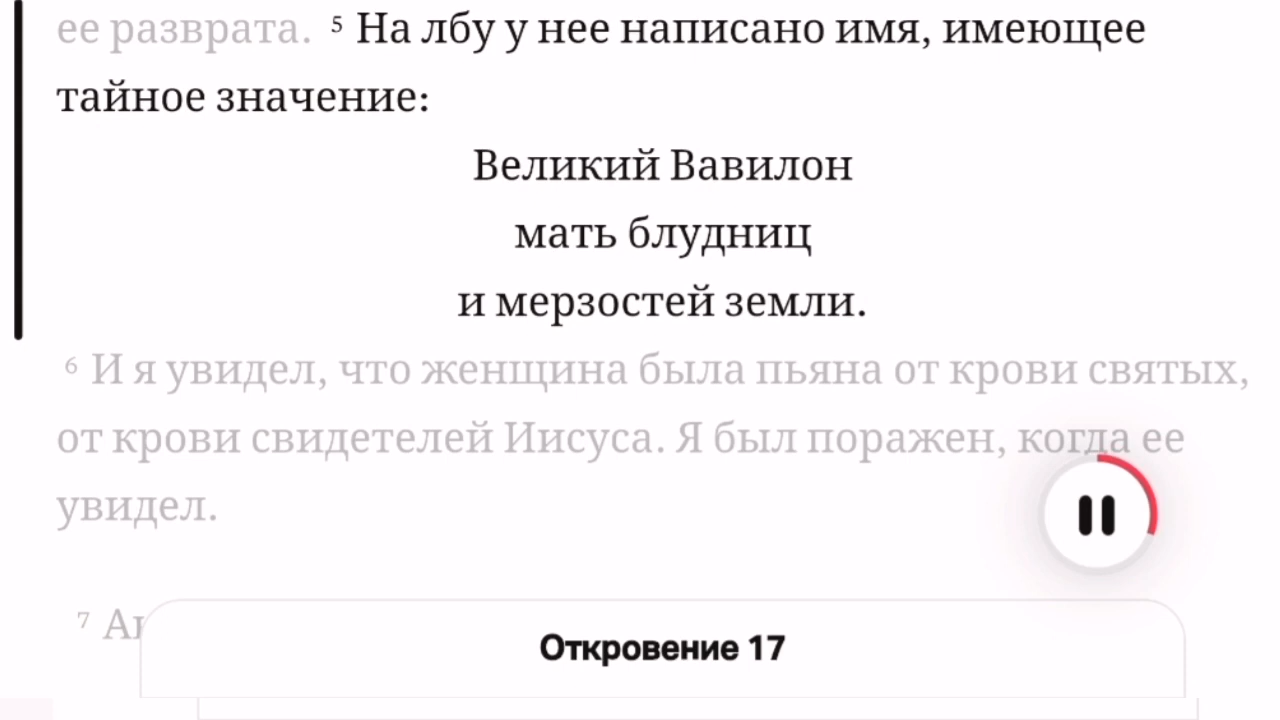 ее разврата. 5 На лбу у нее написано имя, имеющее
тайное значение:
Великий Вавилон
мать блудниц
и мерзостей земли.
6 И я увидел, что женщина была пьяна от крови святых,
от крови свидетелей Иисуса. Я был поражен, когда ее
увидел.
7
Откровение 17